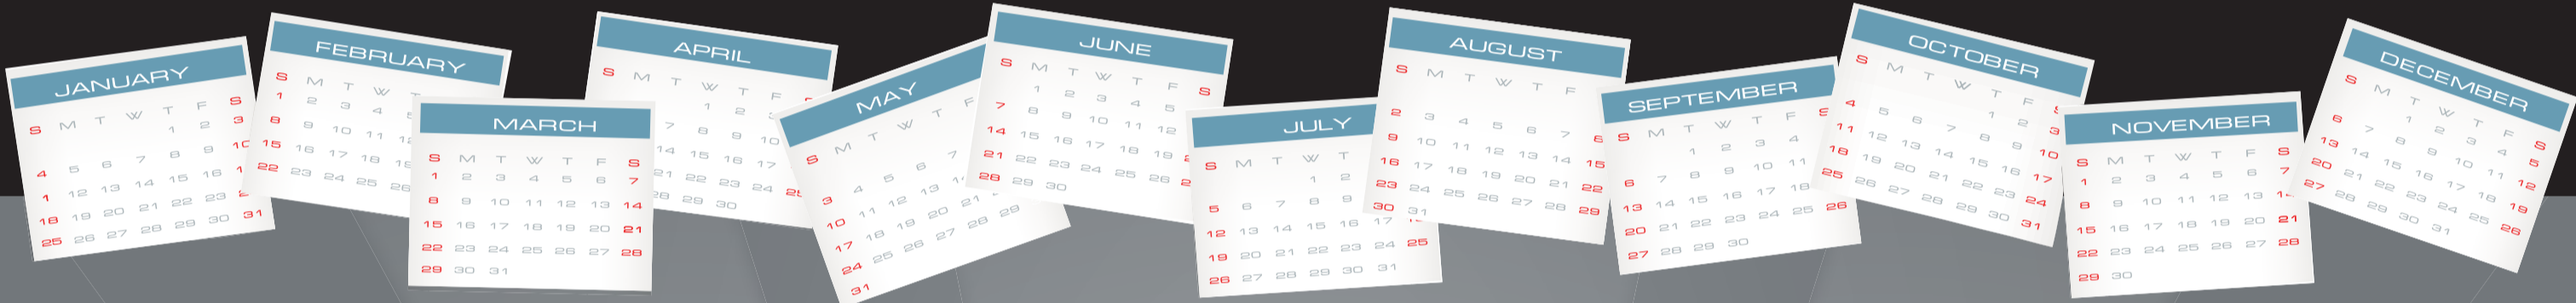 JANUARY
S M T W T F S
1 2 3
4 5 6 7 8 9 10
1 12 13 14 15 16 1
18 19 20 21 22 23 2
25 26 27 28 29 30 31
FEBRUARY
S M T W T
1 2 3 4 5
8 9 10 11 12
15 16 17 18 19
22 23 24 25 26
MARCH
S M T W T F S
1 2 3 4 5 6 7
8 9 10 11 12 13 14
15 16 17 18 19 20 21
22 23 24 25 26 27 28
29 30 31
APRIL
S M T W T F S
1 2 3
7 8 9 10
14 15 16 17
21 22 23 24 25
28 29 30
MAY
S M T W T F
3 4 5 6 7
10 11 12 13 1
17 18 19 20 21
24 25 26 27 28 29
31
JUNE
S M T W T F S
1 2 3 4 5
7 8 9 10 11 12
14 15 16 17 18 19
21 22 23 24 25 26 2
28 29 30
JULY
S M T W T
1 2
5 6 7 8 9
12 13 14 15 16 17
19 20 21 22 23 24 25
26 27 28 29 30 31
AUGUST
S M T W T F
2 3 4 5 6 7 8
9 10 11 12 13 14 15
16 17 18 19 20 21 22
23 24 25 26 27 28 29
30 31
SEPTEMBER
S M T W T F S
1 2 3 4
6 7 8 9 10 11
13 14 15 16 17 18
20 21 22 23 24 25 26
27 28 29 30
OCTOBER
S M T W T F S
1 2 3
4 5 6 7 8 9 10
11 12 13 14 15 16 17
18 19 20 21 22 23 24
25 26 27 28 29 30 31
NOVEMBER
S M T W T F S
1 2 3 4 5 6 7
8 9 10 11 12 13 14
15 16 17 18 19 20 21
22 23 24 25 26 27 28
29 30
DECEMBER
S M T W T F S
1 2 3 4 5
6 7 8 9 10 11 12
13 14 15 16 17 18 19
20 21 22 23 24 25 26
27 28 29 30 31